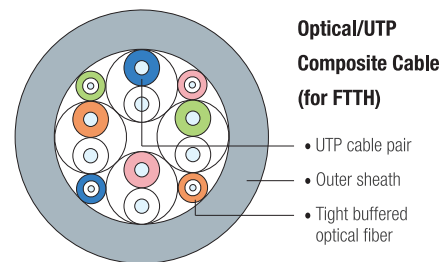 Optical/UTP
Composite Cable
(for FTTH)
• UTP cable pair
• Outer sheath
• Tight buffered
optical fiber